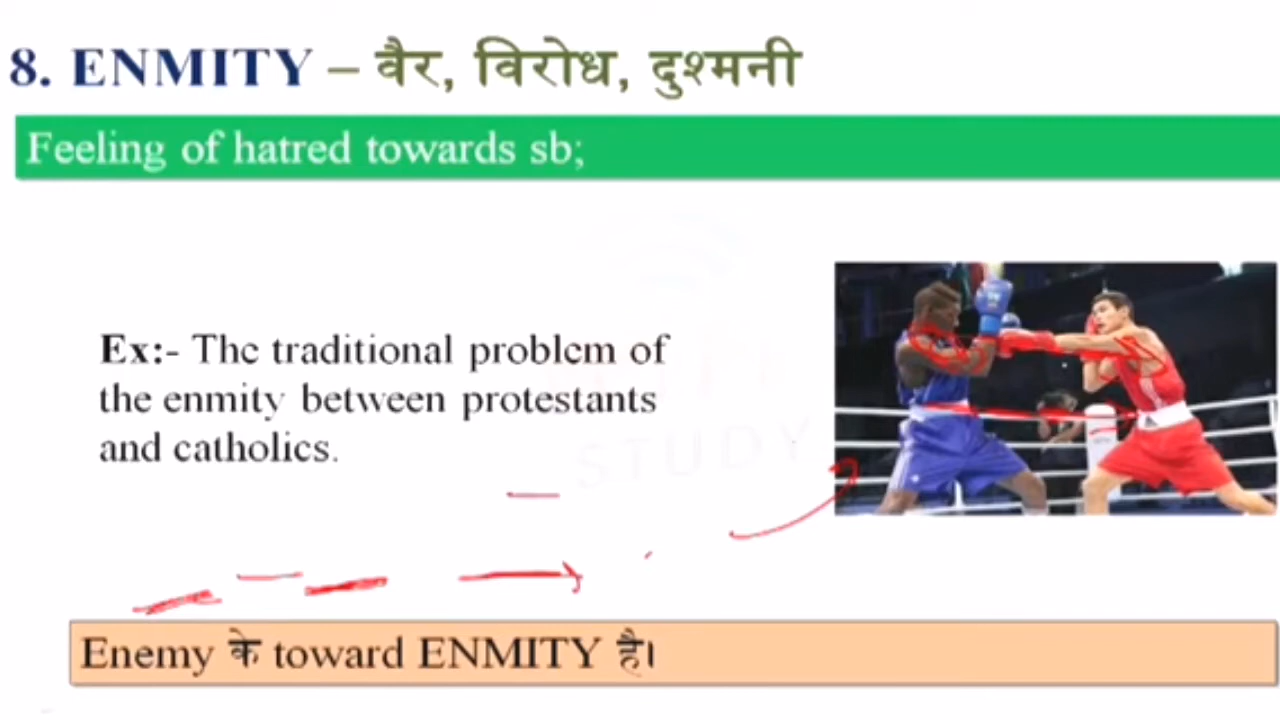 8. ENMITY – वैर, विरोध, दुश्मनी
Feeling of hatred towards sb;
Ex:- The traditional problem of
the enmity between protestants
and catholics.
STUDY
Enemy के toward ENMITY है।